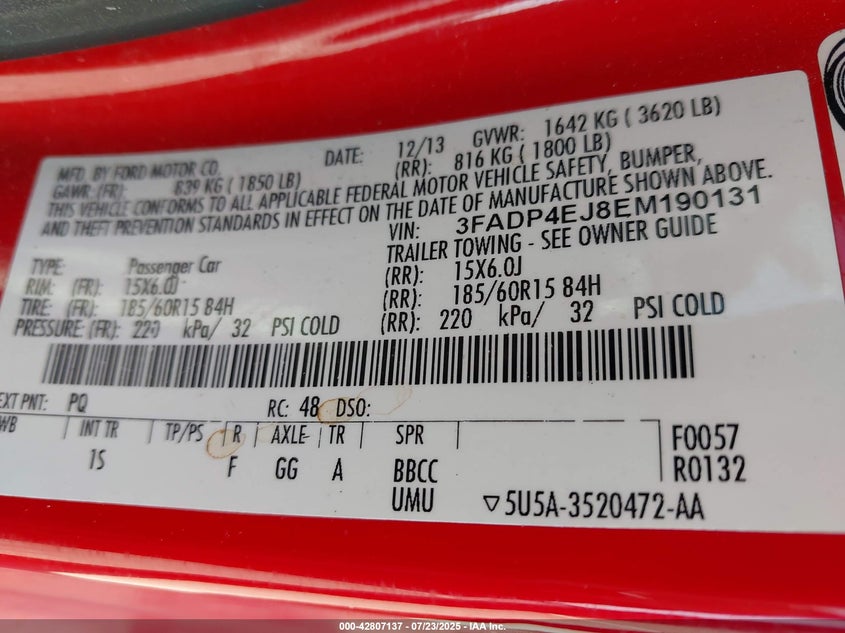 MFD. BY FORD MOTOR CO. DATE: 12/13 GVWR: 1642 KG ( 3620 LB)
GAWR: (FR): 839 KG ( 1850 LB) (RR): 816 KG ( 1800 LB)
THIS VEHICLE CONFORMS TO ALL APPLICABLE FEDERAL MOTOR VEHICLE SAFETY, BUMPER,
AND THEFT PREVENTION STANDARDS IN EFFECT ON THE DATE OF MANUFACTURE SHOWN ABOVE.
VIN: 3FADP4EJ8EM190131
TYPE: Passenger Car TRAILER TOWING - SEE OWNER GUIDE
RIM: (FR): 15X6.0J (RR): 15X6.0J
TIRE: (FR): 185/60R15 84H (RR): 185/60R15 84H
PRESSURE: (FR): 220 kPa/ 32 PSI COLD (RR): 220 kPa/ 32 PSI COLD
EXT PNT: PQ RC: 48 DSO:
WB INT TR TP/PS R AXLE TR SPR F0057
1S F GG A BBCC R0132
UMU ▽5U5A-3520472-AA
000-42807137 - 07/23/2025 - IAA Inc.